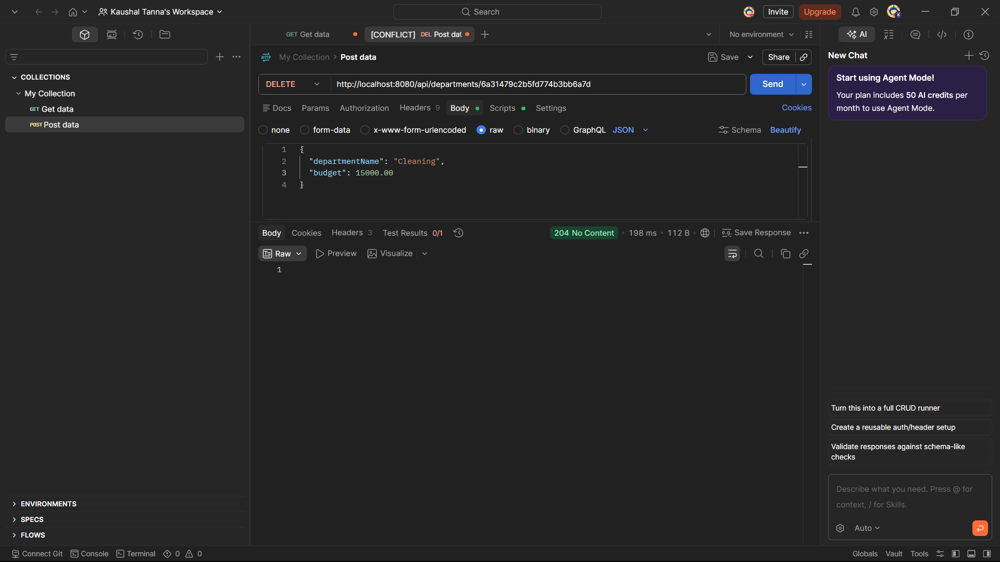 Kaushal Tanna's Workspace
Search
Invite
Upgrade
K
GET Get data
[CONFLICT] DEL Post dat
No environment
AI
HTTP My Collection > Post data
Save
Share
New Chat
COLLECTIONS
My Collection
GET Get data
POST Post data
DELETE
http://localhost:8080/api/departments/6a31479c2b5fd774b3bb6a7d
Send
Start using Agent Mode!
Your plan includes 50 AI credits per
month to use Agent Mode.
Docs Params Authorization Headers 9 Body Scripts Settings
Cookies
none form-data x-www-form-urlencoded raw binary GraphQL JSON
Schema Beautify
1 {
2 "departmentName": "Cleaning",
3 "budget": 15000.00
4 }
Body Cookies Headers 3 Test Results 0/1
204 No Content • 198 ms • 112 B
e.g. Save Response
Raw Preview Visualize
1
Turn this into a full CRUD runner
Create a reusable auth/header setup
Validate responses against schema-like
checks
Describe what you need. Press @ for
context, / for Skills.
Auto
ENVIRONMENTS
SPECS
FLOWS
Connect Git Console Terminal 0 0
Globals Vault Tools